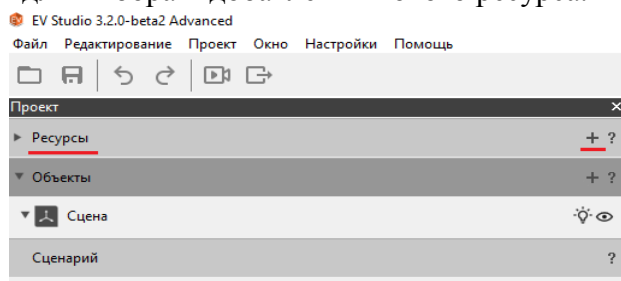 EV Studio 3.2.0-beta2 Advanced
Файл Редактирование Проект Окно Настройки Помощь
Проект ×
Ресурсы + ?
Объекты + ?
Сцена
Сценарий ?